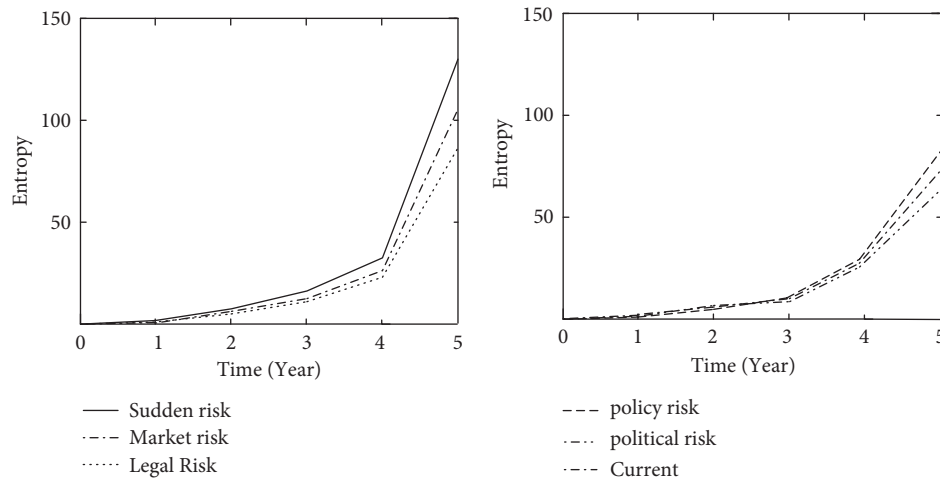 150
100
50
Entropy
0 1 2 3 4 5
Time (Year)
Sudden risk
Market risk
Legal Risk
150
100
50
Entropy
0 1 2 3 4 5
Time (Year)
policy risk
political risk
Current